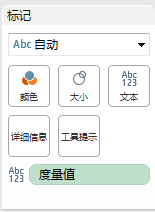 标记
Abc 自动
Abc
123
颜色 大小 文本
详细信息 工具提示
Abc
123 度量值